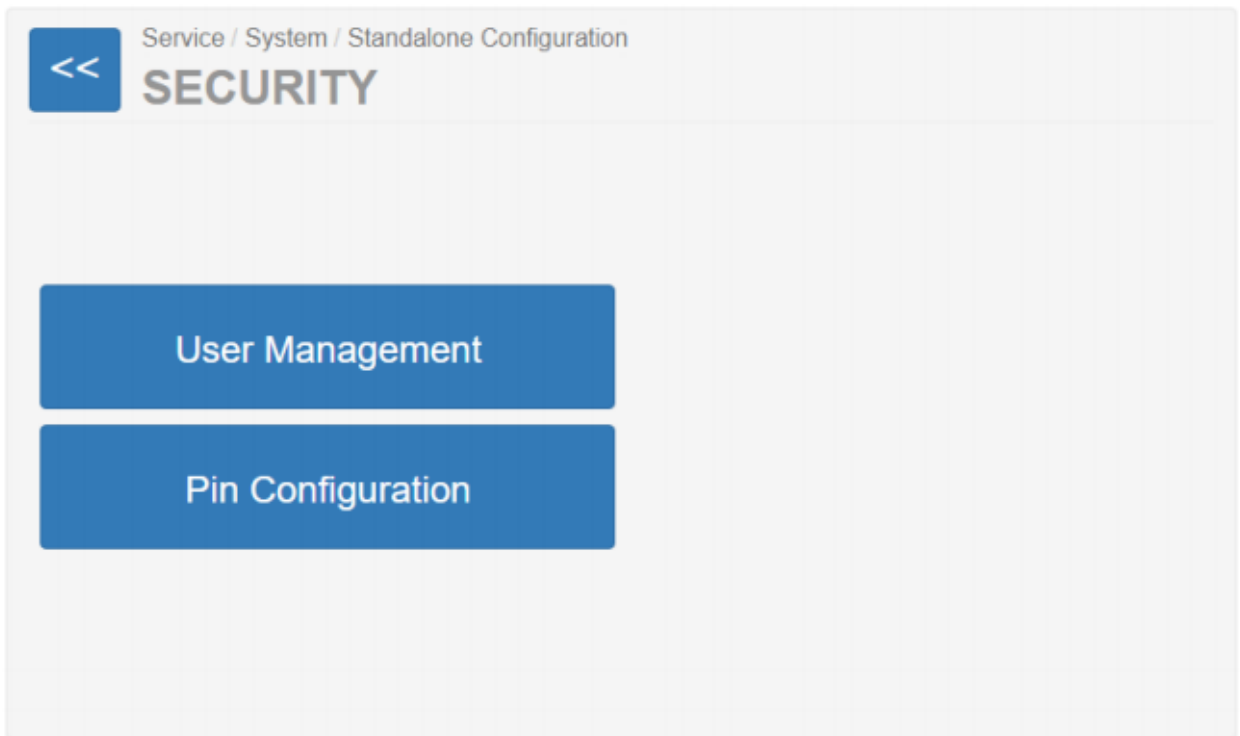 <<
Service / System / Standalone Configuration
SECURITY
User Management
Pin Configuration